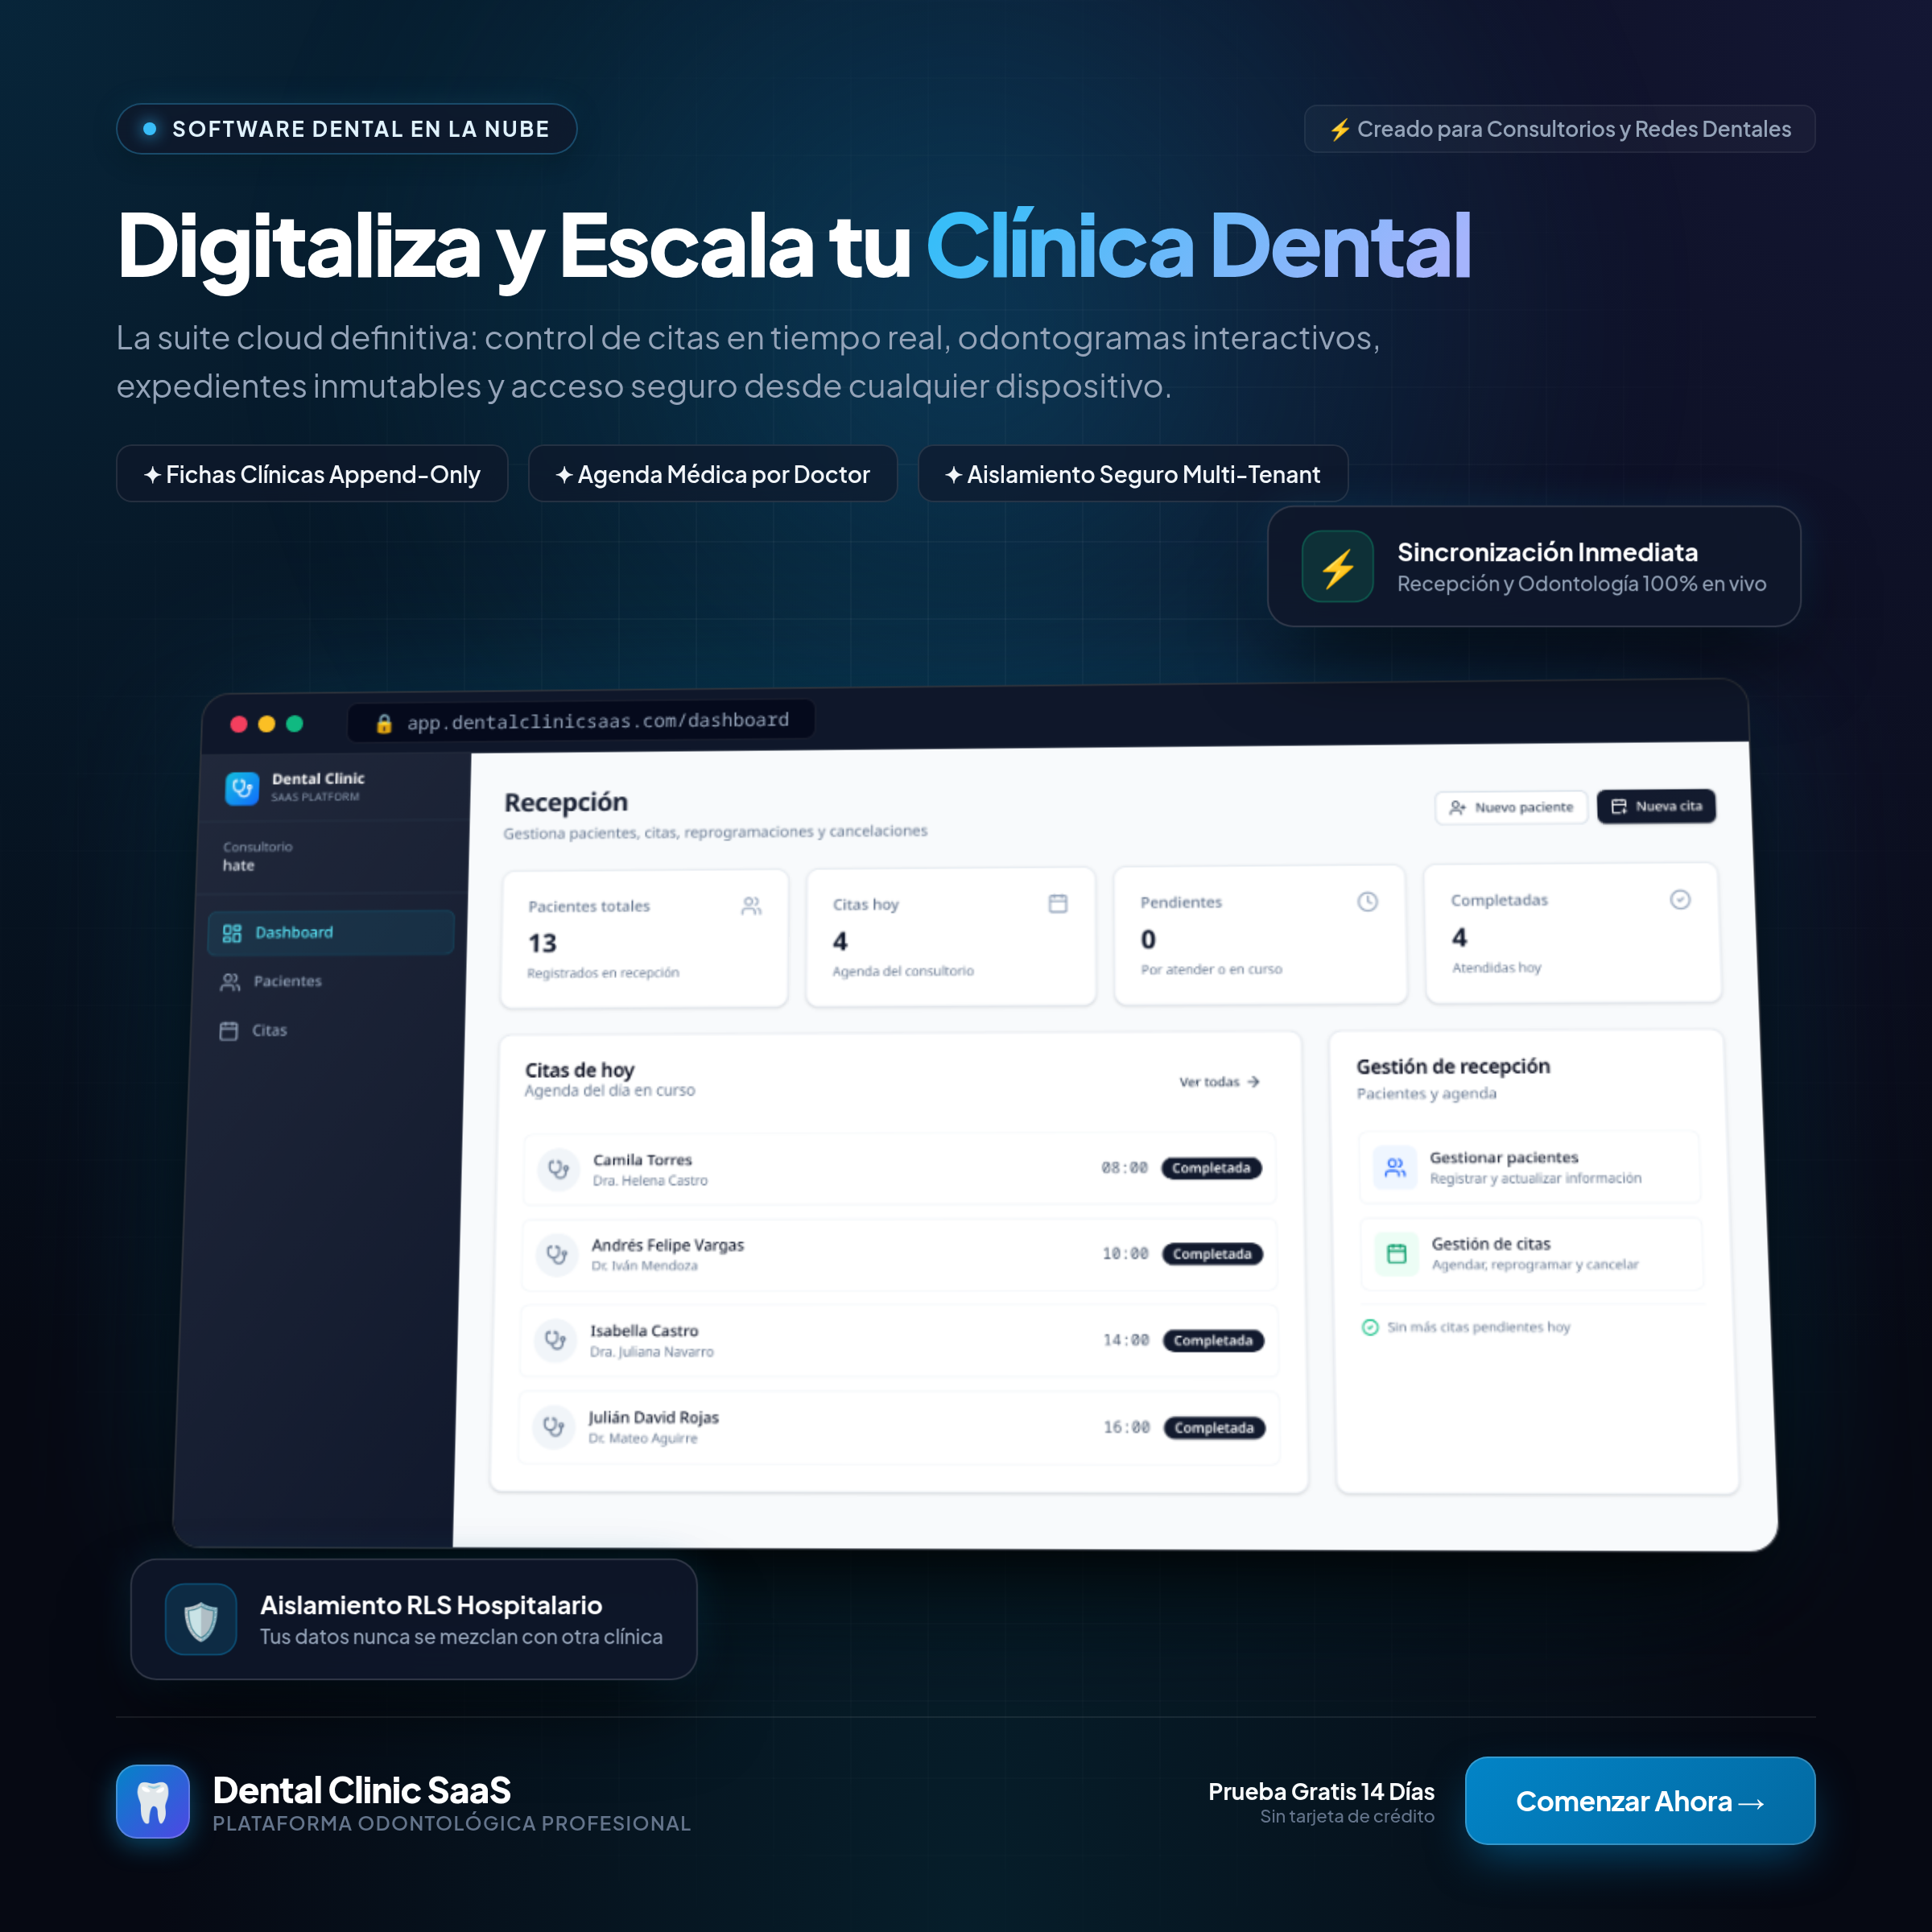 SOFTWARE DENTAL EN LA NUBE
⚡ Creado para Consultorios y Redes Dentales
Digitaliza y Escala tu Clínica Dental
La suite cloud definitiva: control de citas en tiempo real, odontogramas interactivos,
expedientes inmutables y acceso seguro desde cualquier dispositivo.
✦ Fichas Clínicas Append-Only
✦ Agenda Médica por Doctor
✦ Aislamiento Seguro Multi-Tenant
Sincronización Inmediata
Recepción y Odontología 100% en vivo
app.dentalclinicsaas.com/dashboard
Dental Clinic
SAAS PLATFORM
Consultorio
hate
Dashboard
Pacientes
Citas
Recepción
Gestiona pacientes, citas, reprogramaciones y cancelaciones
Nuevo paciente
Nueva cita
Pacientes totales
13
Registrados en recepción
Citas hoy
4
Agenda del consultorio
Pendientes
0
Por atender o en curso
Completadas
4
Atendidas hoy
Citas de hoy
Agenda del día en curso
Ver todas →
Camila Torres
Dra. Helena Castro
08:00 Completada
Andrés Felipe Vargas
Dr. Iván Mendoza
10:00 Completada
Isabella Castro
Dra. Juliana Navarro
14:00 Completada
Julián David Rojas
Dr. Mateo Aguirre
16:00 Completada
Gestión de recepción
Pacientes y agenda
Gestionar pacientes
Registrar y actualizar información
Gestión de citas
Agendar, reprogramar y cancelar
Sin más citas pendientes hoy
Aislamiento RLS Hospitalario
Tus datos nunca se mezclan con otra clínica
Dental Clinic SaaS
PLATAFORMA ODONTOLÓGICA PROFESIONAL
Prueba Gratis 14 Días
Sin tarjeta de crédito
Comenzar Ahora →